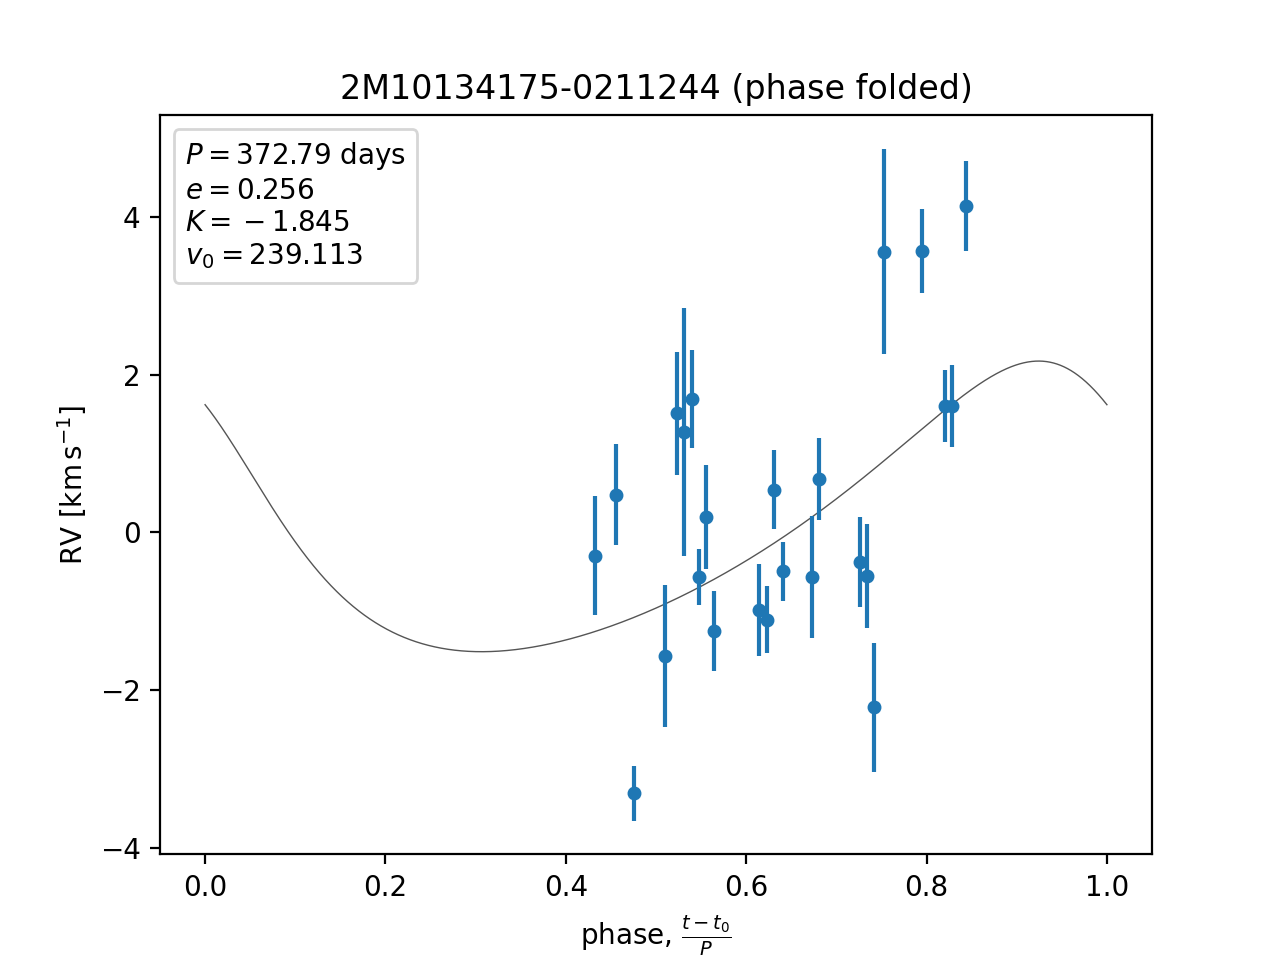 2M10134175-0211244 (phase folded)
P = 372.79 days
e = 0.256
K = −1.845
v₀ = 239.113
4
2
0
−2
−4
RV [km s⁻¹]
0.0 0.2 0.4 0.6 0.8 1.0
phase, (t − t₀)/P